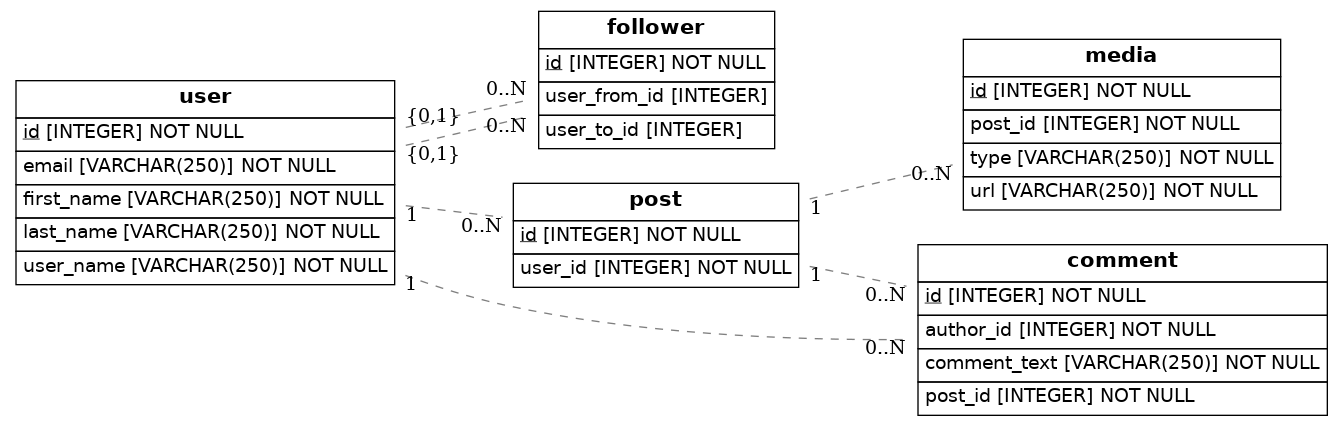 user
id [INTEGER] NOT NULL
email [VARCHAR(250)] NOT NULL
first_name [VARCHAR(250)] NOT NULL
last_name [VARCHAR(250)] NOT NULL
user_name [VARCHAR(250)] NOT NULL
{0,1}
{0,1}
1
1
0..N
0..N
0..N
follower
id [INTEGER] NOT NULL
user_from_id [INTEGER]
user_to_id [INTEGER]
post
id [INTEGER] NOT NULL
user_id [INTEGER] NOT NULL
1
1
0..N
0..N
0..N
media
id [INTEGER] NOT NULL
post_id [INTEGER] NOT NULL
type [VARCHAR(250)] NOT NULL
url [VARCHAR(250)] NOT NULL
comment
id [INTEGER] NOT NULL
author_id [INTEGER] NOT NULL
comment_text [VARCHAR(250)] NOT NULL
post_id [INTEGER] NOT NULL